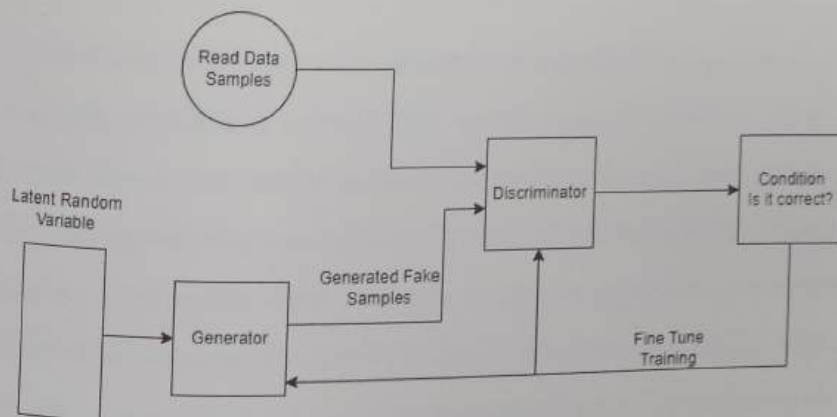 Read Data
Samples
Latent Random
Variable
Generator
Generated Fake
Samples
Discriminator
Condition
Is it correct?
Fine Tune
Training